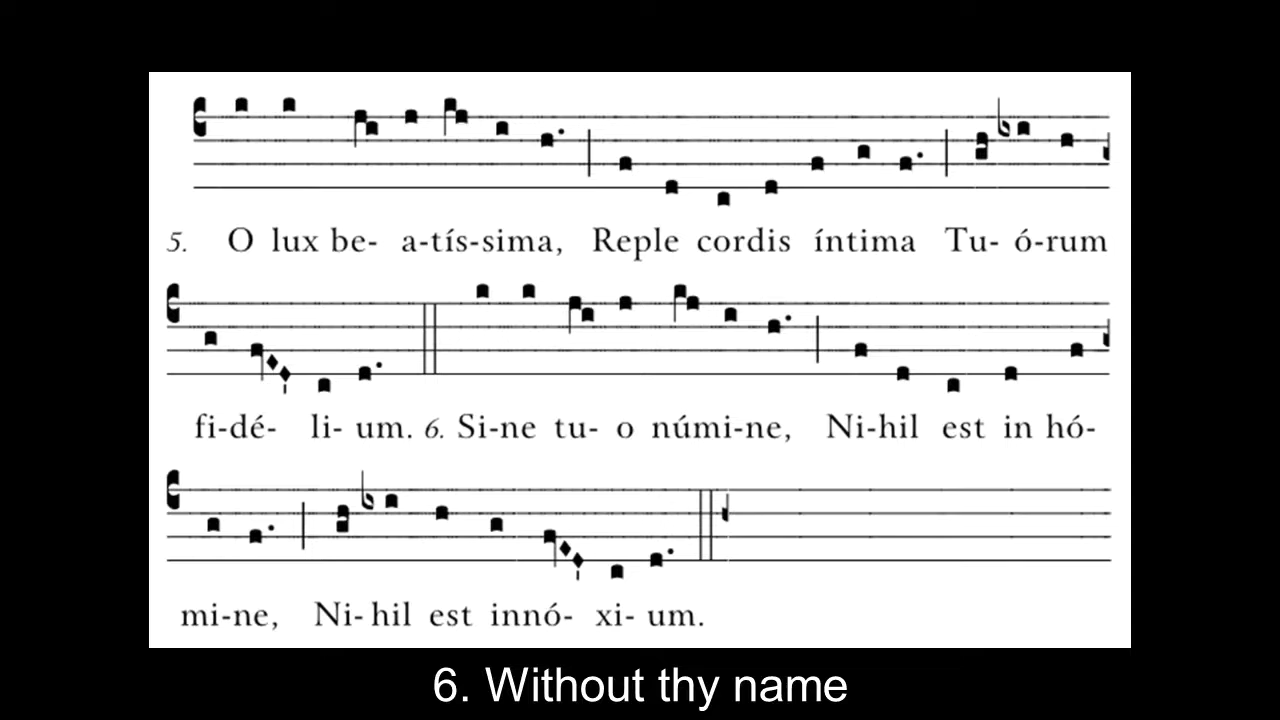 5. O lux be- a-tís-sima, Reple cordis íntima Tu- ó-rum
fi-dé- li- um. 6. Si-ne tu- o númi-ne, Ni-hil est in hó-
mi-ne, Ni- hil est innó- xi- um.
6. Without thy name